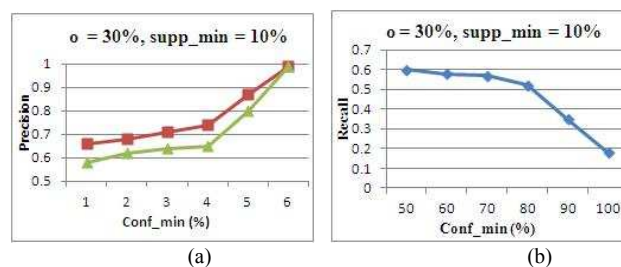 o = 30%, supp_min = 10%
Precision
1
0.9
0.8
0.7
0.6
0.5
1 2 3 4 5 6
Conf_min (%)
(a)
o = 30%, supp_min = 10%
Recall
0.7
0.6
0.5
0.4
0.3
0.2
0.1
0
50 60 70 80 90 100
Conf_min (%)
(b)